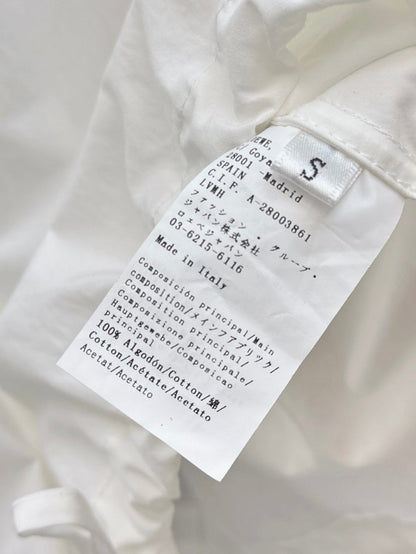 Goya
28001 -Madrid
SPAIN
C.I.F. A-28003861
LVMH
ファッション ・ グループ・
ジャパン株式会社
ロエベジャパン
03-6215-6116
Made in Italy
Composición principal/Main
composition/メインファブリック/
Composition principale/
Composizione principale/
Hauptgewebe/Composicao
principal
100% Algodón/Cotton/綿/
Cotton/Acétate/Acetato
Acetat/Acetato
S